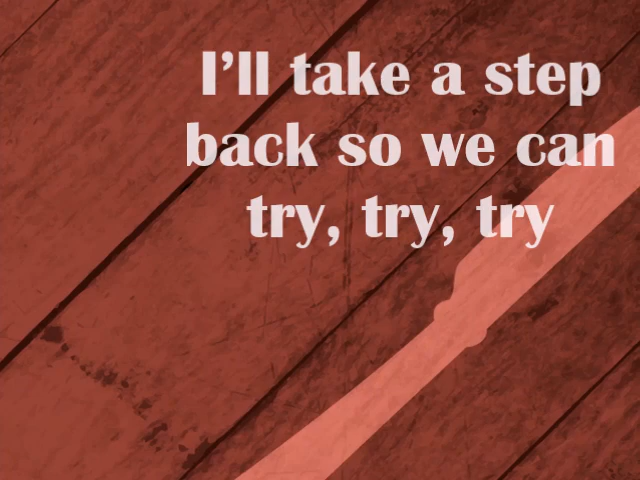 I’ll take a step
back so we can
try, try, try